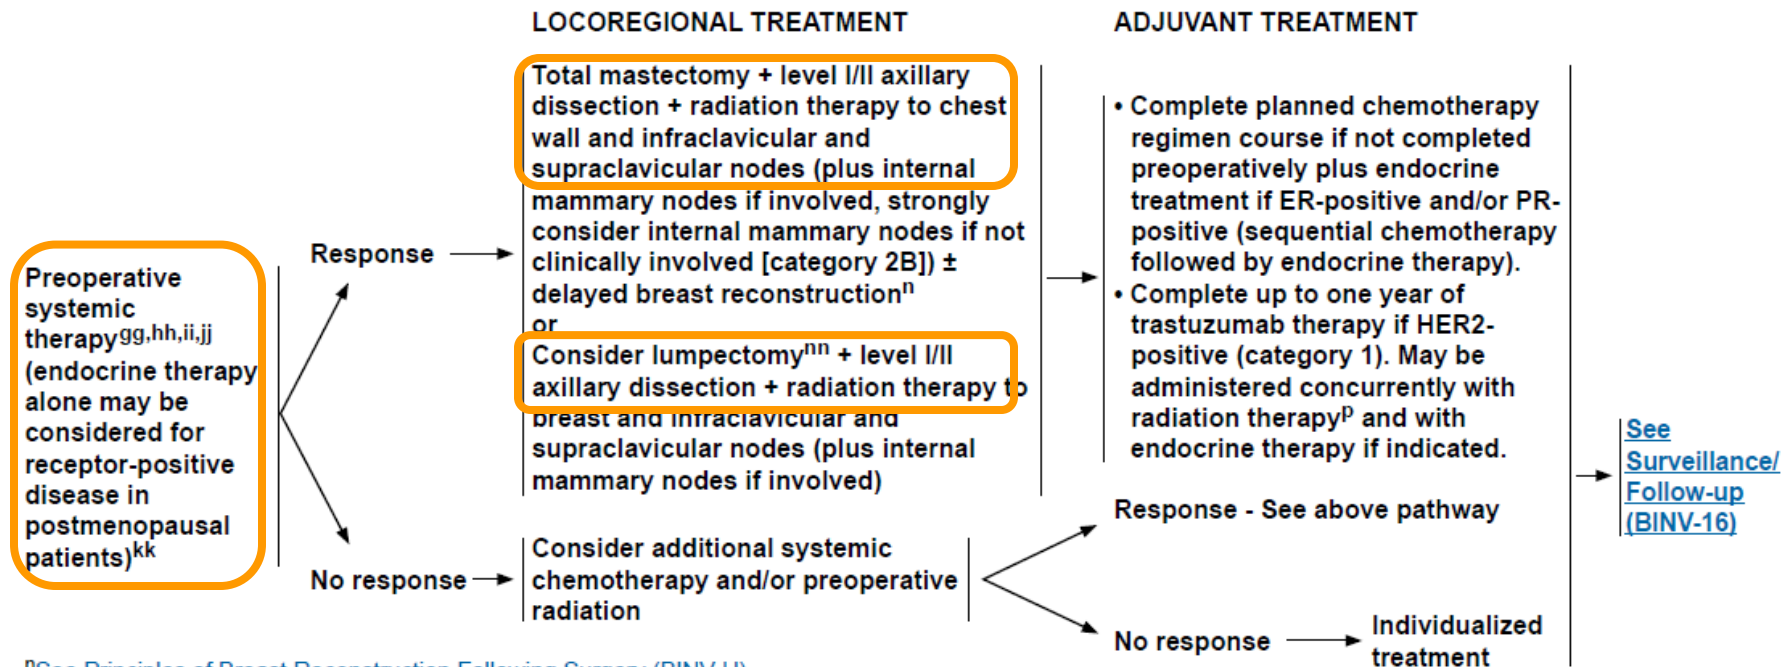 LOCOREGIONAL TREATMENT
ADJUVANT TREATMENT
Preoperative
systemic
therapygg,hh,ii,jj
(endocrine therapy
alone may be
considered for
receptor-positive
disease in
postmenopausal
patients)kk
Response
No response
Total mastectomy + level I/II axillary
dissection + radiation therapy to chest
wall and infraclavicular and
supraclavicular nodes (plus internal
mammary nodes if involved, strongly
consider internal mammary nodes if not
clinically involved [category 2B]) ±
delayed breast reconstructionn
or
Consider lumpectomynn + level I/II
axillary dissection + radiation therapy to
breast and infraclavicular and
supraclavicular nodes (plus internal
mammary nodes if involved)
Consider additional systemic
chemotherapy and/or preoperative
radiation
• Complete planned chemotherapy
regimen course if not completed
preoperatively plus endocrine
treatment if ER-positive and/or PR-
positive (sequential chemotherapy
followed by endocrine therapy).
• Complete up to one year of
trastuzumab therapy if HER2-
positive (category 1). May be
administered concurrently with
radiation therapyp and with
endocrine therapy if indicated.
Response - See above pathway
No response
Individualized
treatment
See
Surveillance/
Follow-up
(BINV-16)
nSee Principles of Breast Reconstruction Following Surgery (BINV-H)